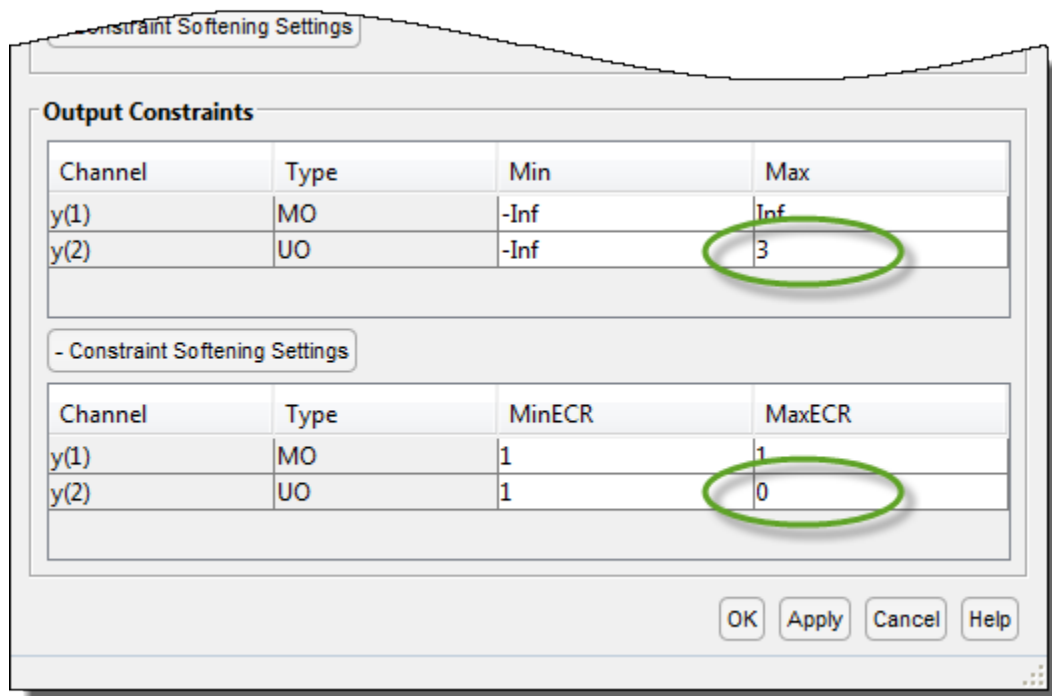 Constraint Softening Settings
Output Constraints
Channel Type Min Max
y(1) MO -Inf Inf
y(2) UO -Inf 3
- Constraint Softening Settings
Channel Type MinECR MaxECR
y(1) MO 1 1
y(2) UO 1 0
OK Apply Cancel Help